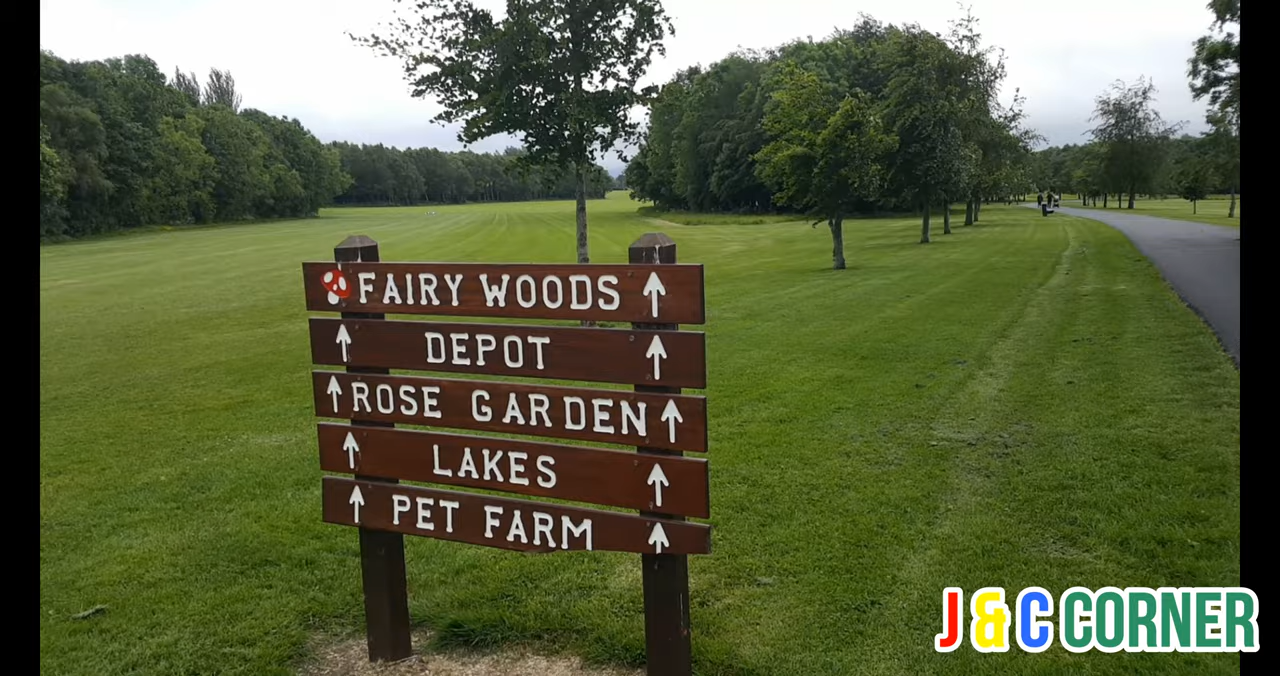 FAIRY WOODS
DEPOT
ROSE GARDEN
LAKES
PET FARM
J & C CORNER